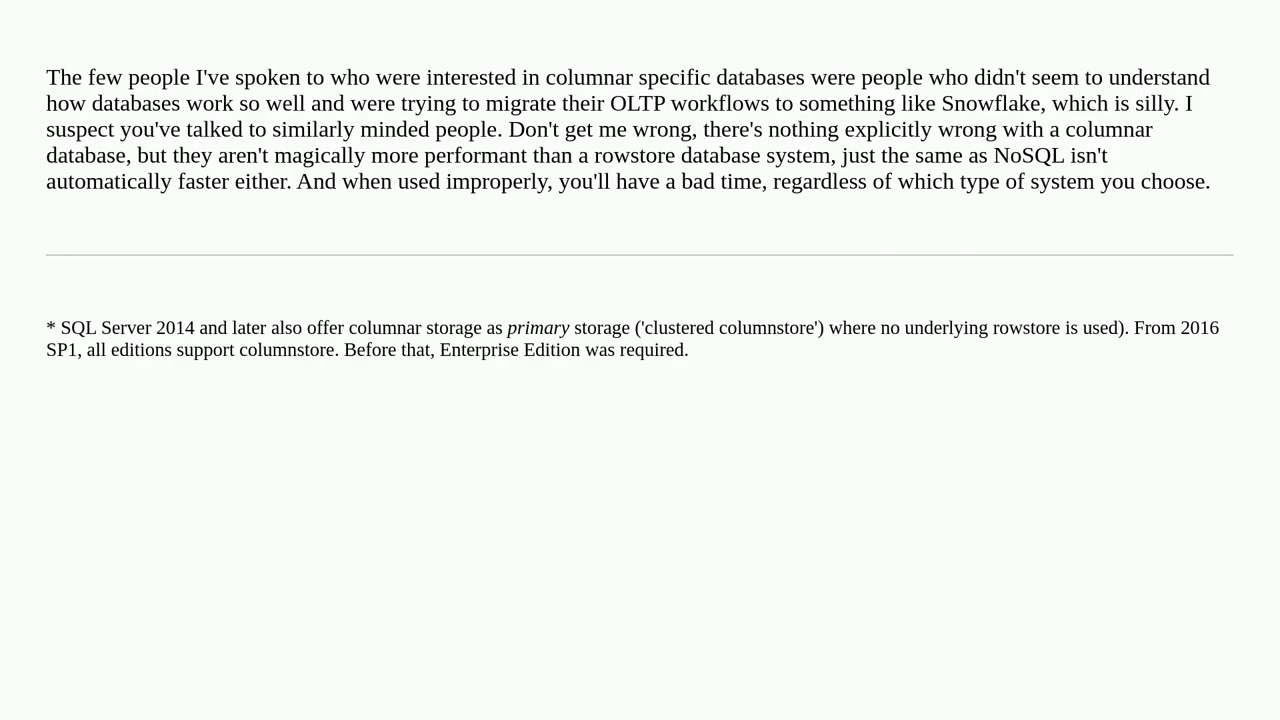 The few people I've spoken to who were interested in columnar specific databases were people who didn't seem to understand
how databases work so well and were trying to migrate their OLTP workflows to something like Snowflake, which is silly. I
suspect you've talked to similarly minded people. Don't get me wrong, there's nothing explicitly wrong with a columnar
database, but they aren't magically more performant than a rowstore database system, just the same as NoSQL isn't
automatically faster either. And when used improperly, you'll have a bad time, regardless of which type of system you choose.
* SQL Server 2014 and later also offer columnar storage as primary storage ('clustered columnstore') where no underlying rowstore is used). From 2016
SP1, all editions support columnstore. Before that, Enterprise Edition was required.